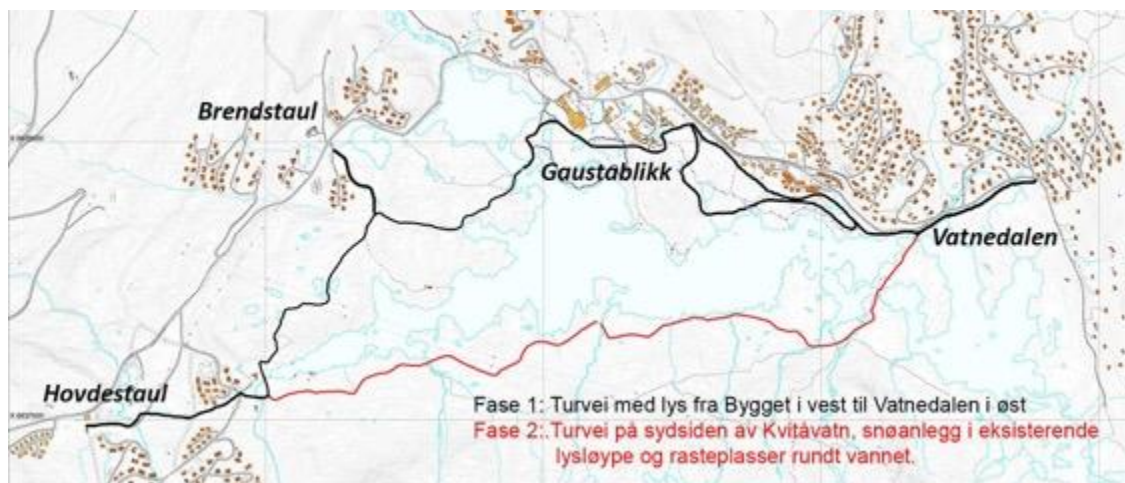 Brendstaul
Gaustablikk
Vatnedalen
Hovdestaul
Fase 1: Turvei med lys fra Bygget i vest til Vatnedalen i øst
Fase 2:.Turvei på sydsiden av Kvitåvatn, snøanlegg i eksisterende
lysløype og rasteplasser rundt vannet.